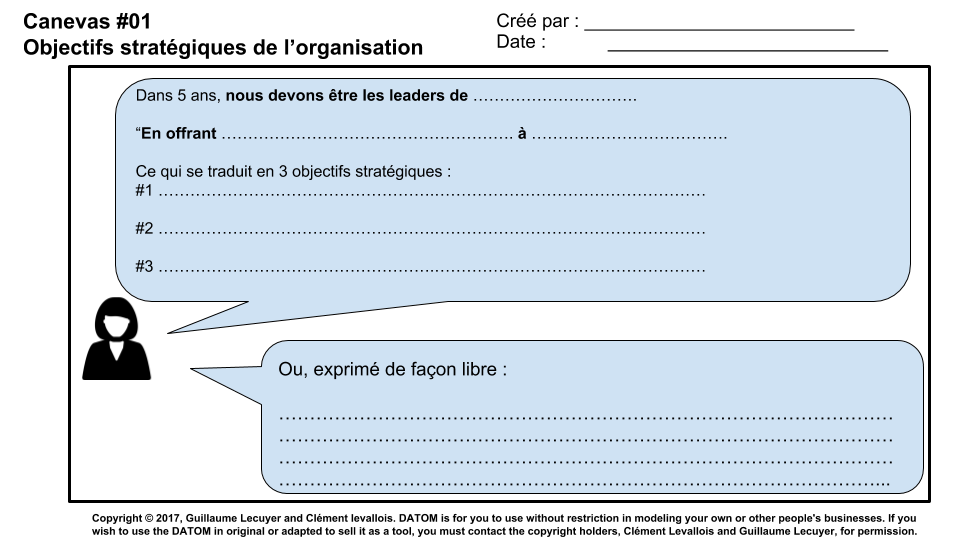 Canevas #01
Objectifs stratégiques de l’organisation
Créé par : ___________________________
Date : ____________________________
Dans 5 ans, nous devons être les leaders de ………………………….
“En offrant ………………………………………………. à ……………………………….
Ce qui se traduit en 3 objectifs stratégiques :
#1 …………………………………………………………………………………………
#2 …………………………………………………………………………………………
#3 …………………………………………………………………………………………
Ou, exprimé de façon libre :
………………………………………………………………………………………
………………………………………………………………………………………
………………………………………………………………………………………
………………………………………………………………………………………...
Copyright © 2017, Guillaume Lecuyer and Clément levallois. DATOM is for you to use without restriction in modeling your own or other people's businesses. If you
wish to use the DATOM in original or adapted to sell it as a tool, you must contact the copyright holders, Clément Levallois and Guillaume Lecuyer, for permission.